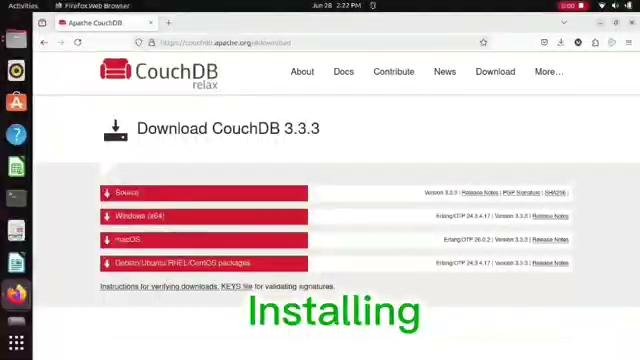 Activities
Firefox Web Browser
Jun 28 2:22 PM
Apache CouchDB
https://couchdb.apache.org/#download
CouchDB
relax
About Docs Contribute News Download More...
Download CouchDB 3.3.3
Source Version 3.3.3 | Release Notes | PGP Signature | SHA256 |
Windows (x64) Erlang/OTP 24.3.4.17 | Version 3.3.3 | Release Notes
macOS Erlang/OTP 26.0.2 | Version 3.3.3 | Release Notes
Debian/Ubuntu/RHEL/CentOS packages Erlang/OTP 24.3.4.17 | Version 3.3.3 | Release Notes
Instructions for verifying downloads, KEYS file for validating signatures.
Installing